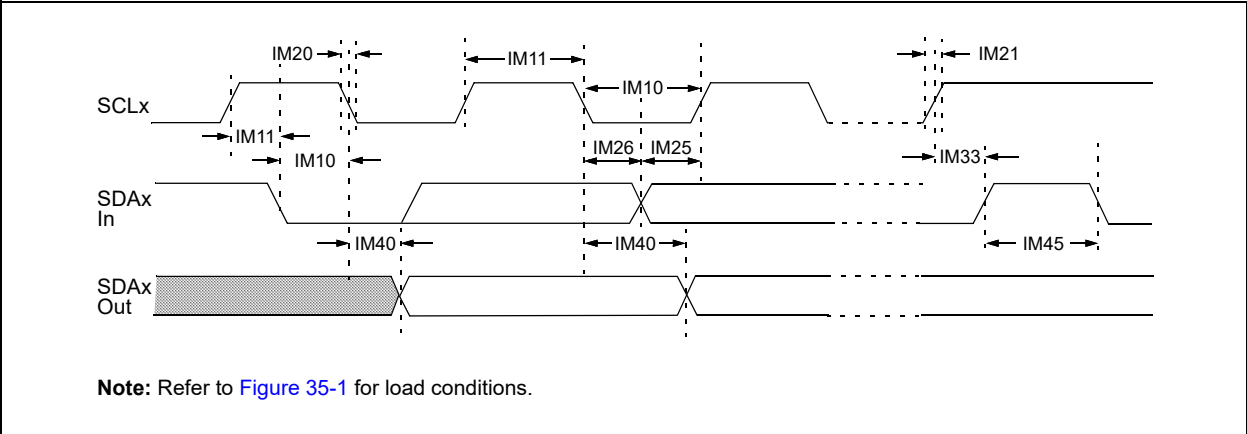 IM20
IM11
IM21
IM10
SCLx
IM11
IM26
IM25
IM10
IM33
SDAx
In
IM40
IM40
IM45
SDAx
Out
Note: Refer to Figure 35-1 for load conditions.